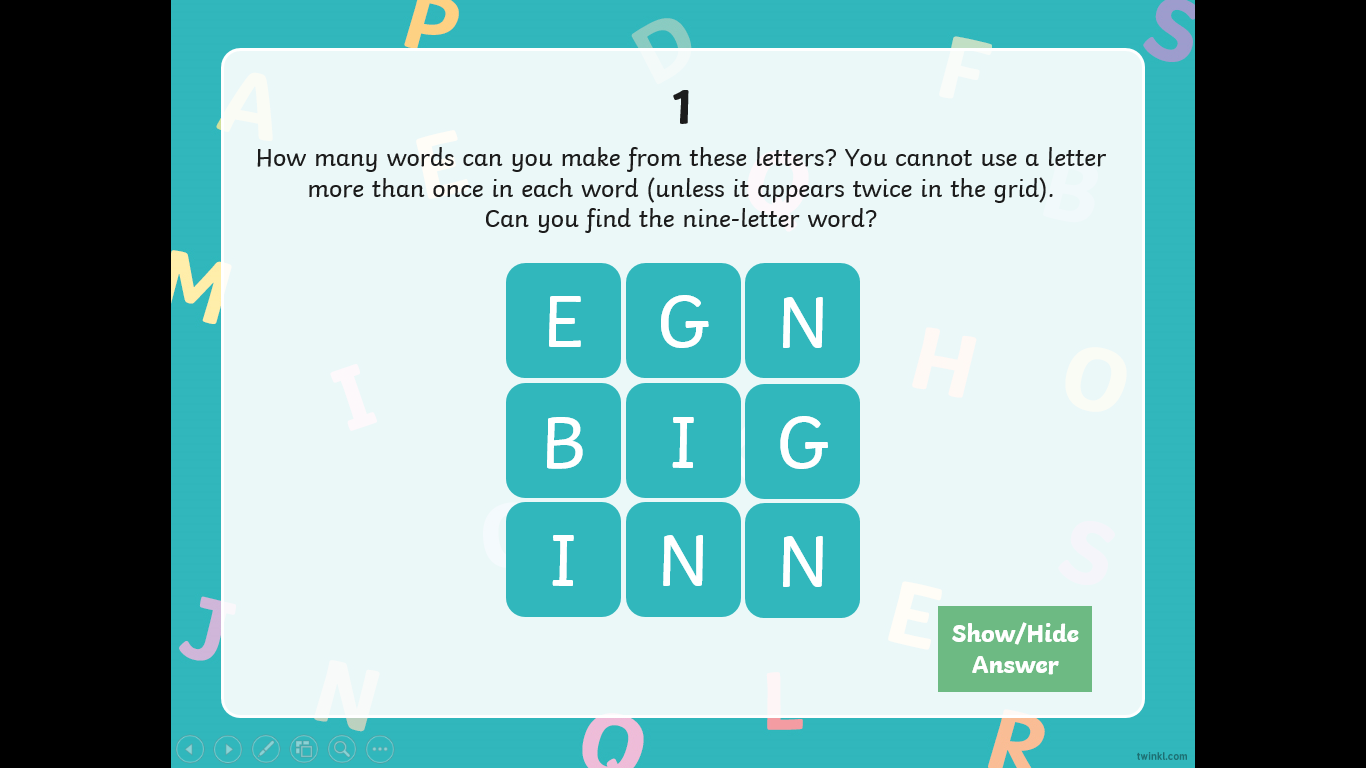 1
How many words can you make from these letters? You cannot use a letter
more than once in each word (unless it appears twice in the grid).
Can you find the nine-letter word?
E G N
B I G
I N N
Show/Hide
Answer
P
D
F
S
A
E
B
M
I
H
O
S
E
J
N
L
Q
R
twinkl.com